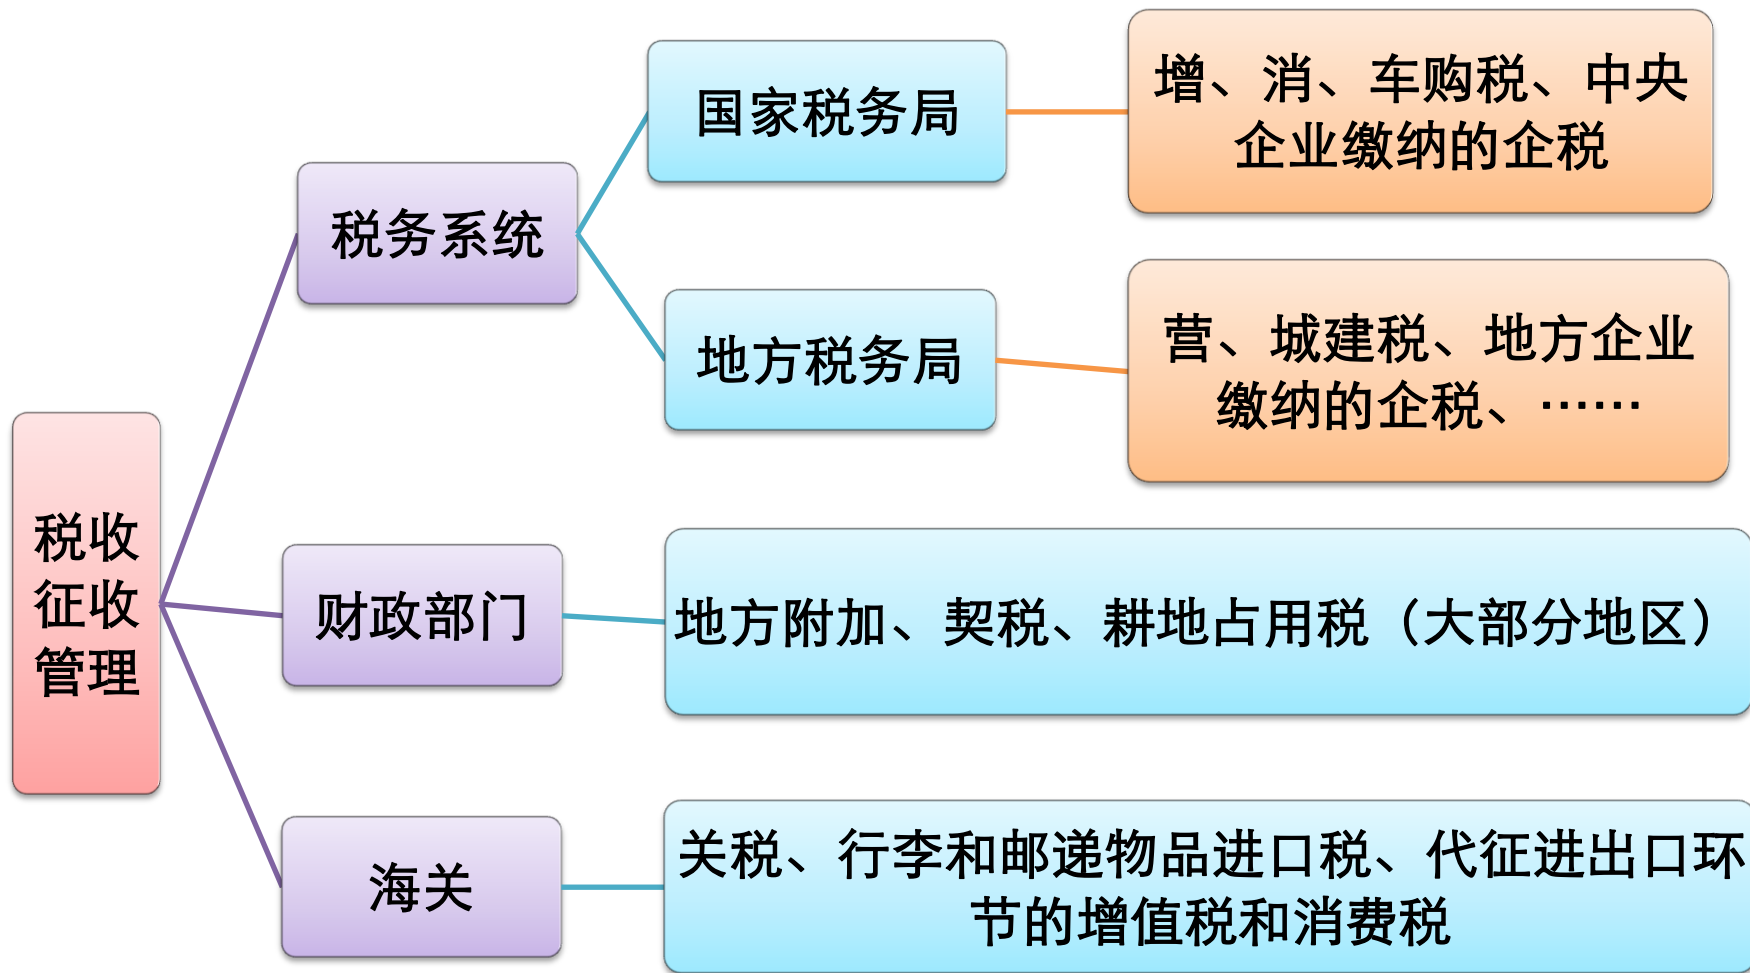 税收
征收
管理
税务系统
国家税务局
增、消、车购税、中央
企业缴纳的企税
地方税务局
营、城建税、地方企业
缴纳的企税、……
财政部门
地方附加、契税、耕地占用税（大部分地区）
海关
关税、行李和邮递物品进口税、代征进出口环
节的增值税和消费税